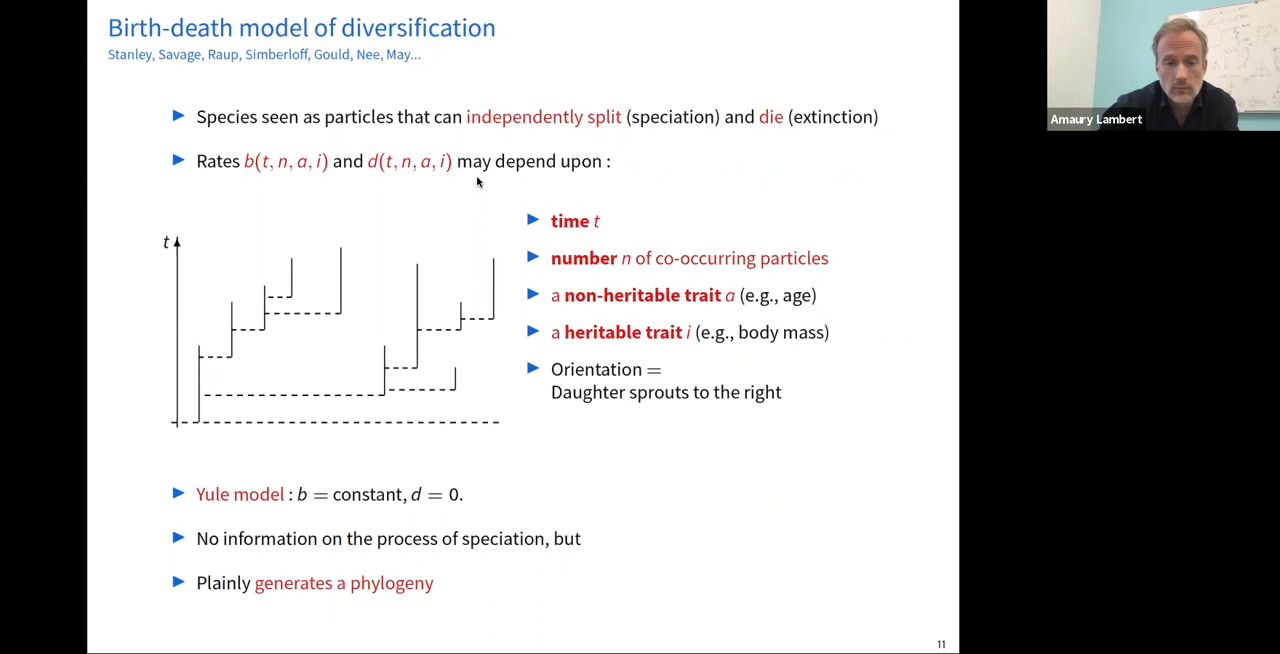 Birth-death model of diversification
Stanley, Savage, Raup, Simberloff, Gould, Nee, May...
Amaury Lambert
▶ Species seen as particles that can independently split (speciation) and die (extinction)
▶ Rates b(t, n, a, i) and d(t, n, a, i) may depend upon :
t
▶ time t
▶ number n of co-occurring particles
▶ a non-heritable trait a (e.g., age)
▶ a heritable trait i (e.g., body mass)
▶ Orientation =
Daughter sprouts to the right
▶ Yule model : b = constant, d = 0.
▶ No information on the process of speciation, but
▶ Plainly generates a phylogeny
11